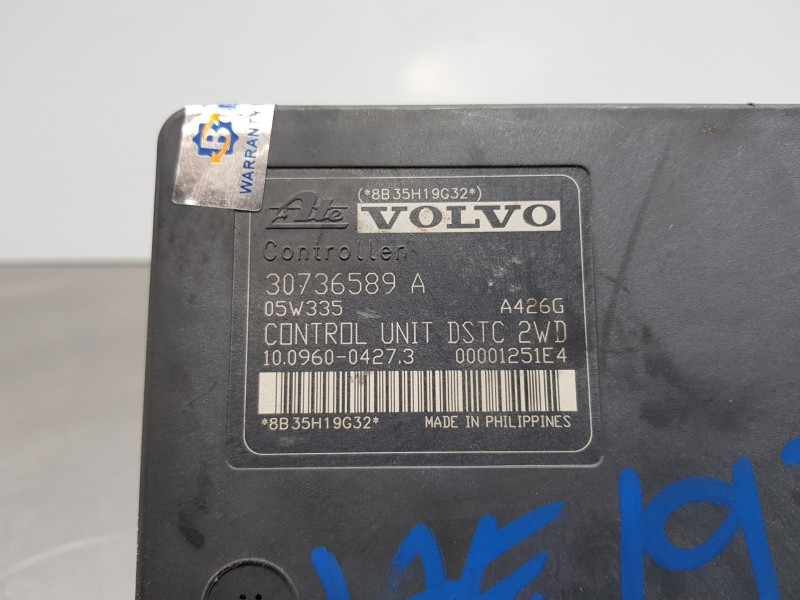 B
WARRANTY
(*8B35H19G32*)
Ate VOLVO
Controller
30736589 A
05W335 A426G
CONTROL UNIT DSTC 2WD
10.0960-0427.3 00001251E4
*8B35H19G32* MADE IN PHILIPPINES